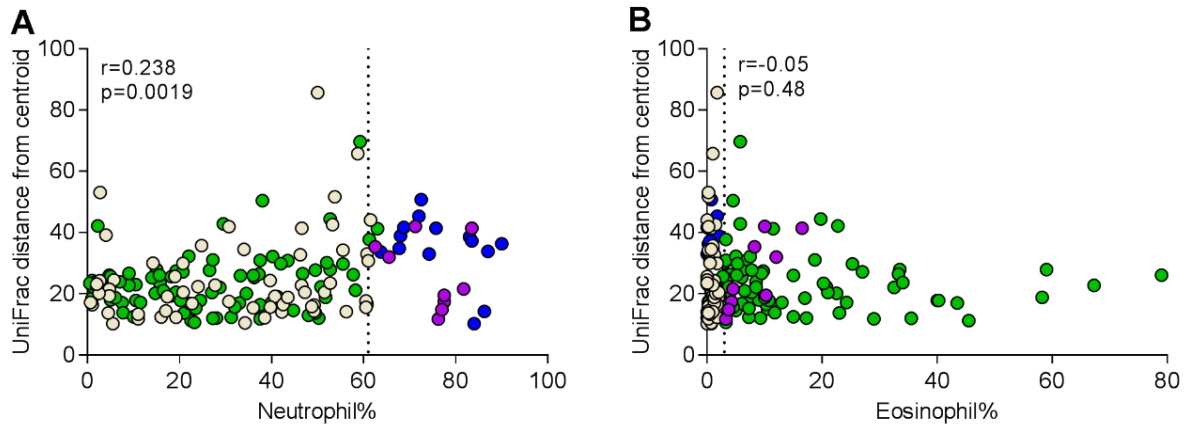 A
UniFrac distance from centroid
100
80
60
40
20
0
r=0.238
p=0.0019
0 20 40 60 80 100
Neutrophil%
B
UniFrac distance from centroid
100
80
60
40
20
0
r=-0.05
p=0.48
0 20 40 60 80
Eosinophil%